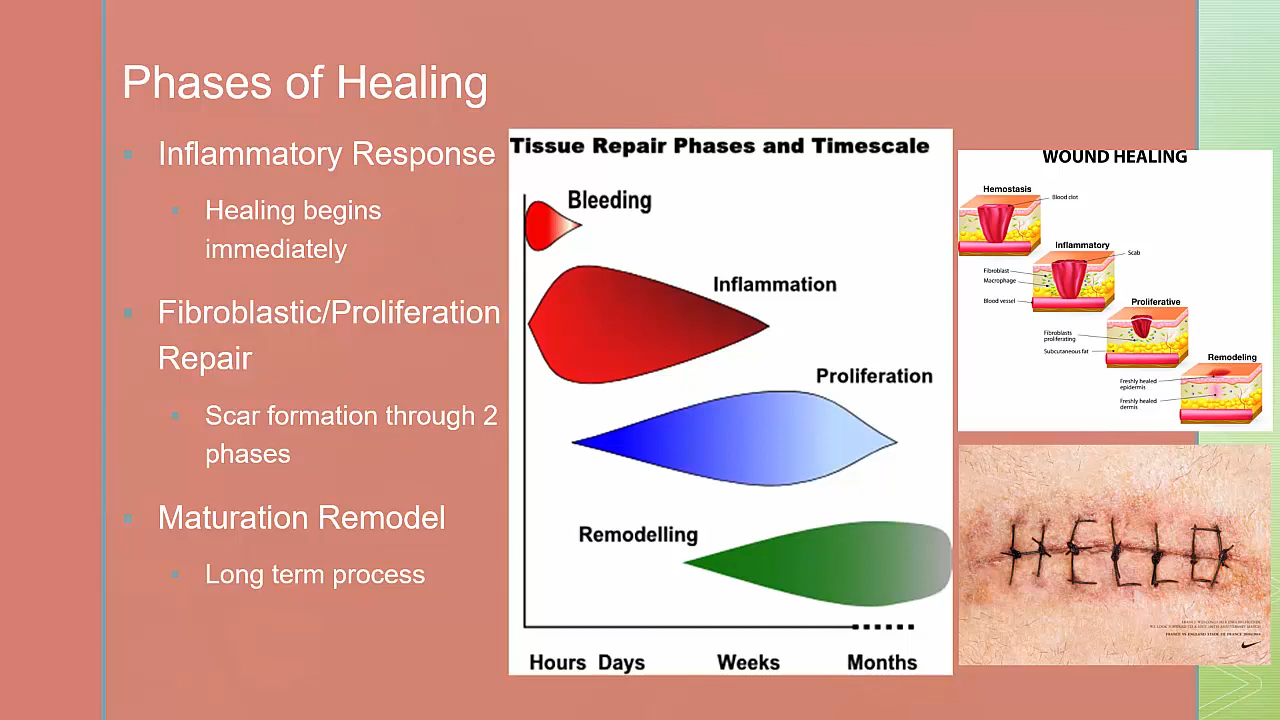 Phases of Healing
Inflammatory Response
Healing begins
immediately
Fibroblastic/Proliferation
Repair
Scar formation through 2
phases
Maturation Remodel
Long term process
Tissue Repair Phases and Timescale
Bleeding
Inflammation
Proliferation
Remodelling
Hours Days Weeks Months
WOUND HEALING
Hemostasis
Blood clot
Inflammatory
Scab
Fibroblast
Macrophage
Blood vessel
Proliferative
Fibroblasts
proliferating
Subcutaneous fat
Remodeling
Freshly healed
epidermis
Freshly healed
dermis
HELLO